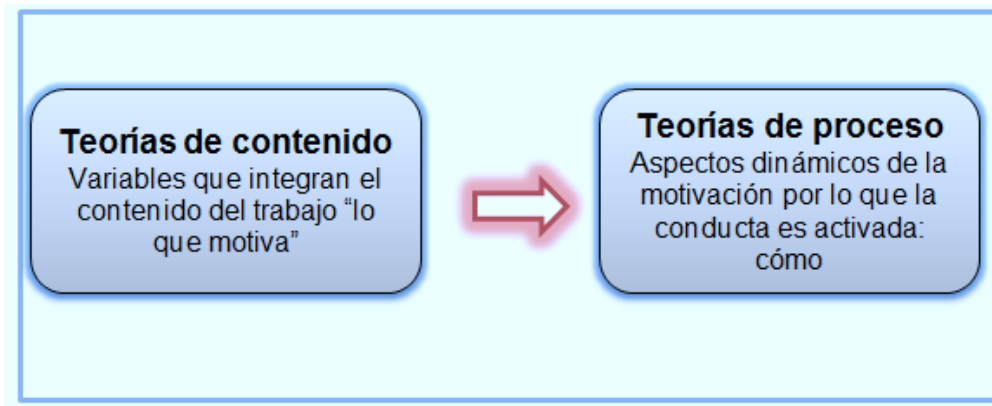 Teorías de contenido
Variables que integran el
contenido del trabajo “lo
que motiva”
Teorías de proceso
Aspectos dinámicos de la
motivación por lo que la
conducta es activada:
cómo